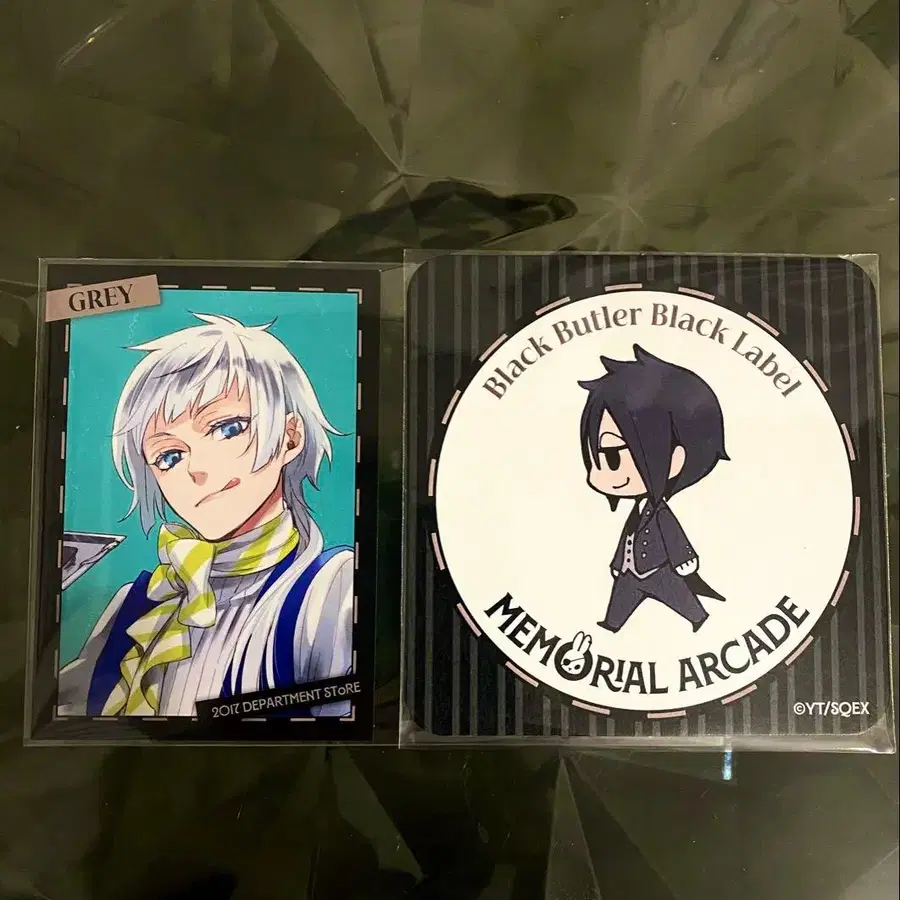 GREY
2017 DEPARTMENT SToRE
Black Butler Black Label
MEMORIAL ARCADE
©YT/SQEX